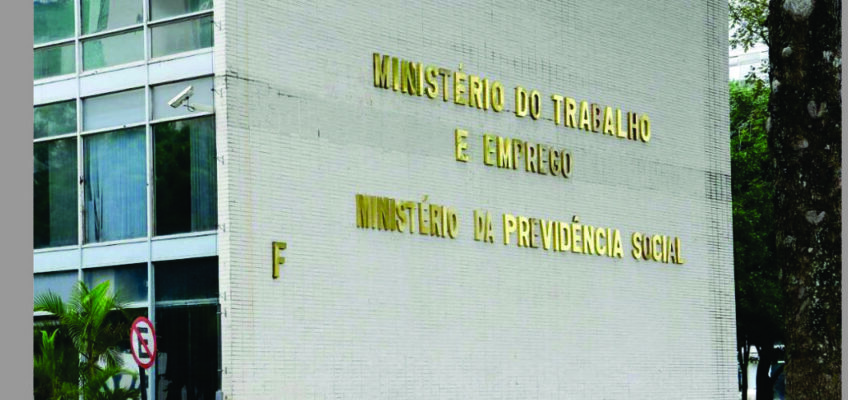 MINISTÉRIO DO TRABALHO
E EMPREGO
MINISTÉRIO DA PREVIDÊNCIA SOCIAL
F
E